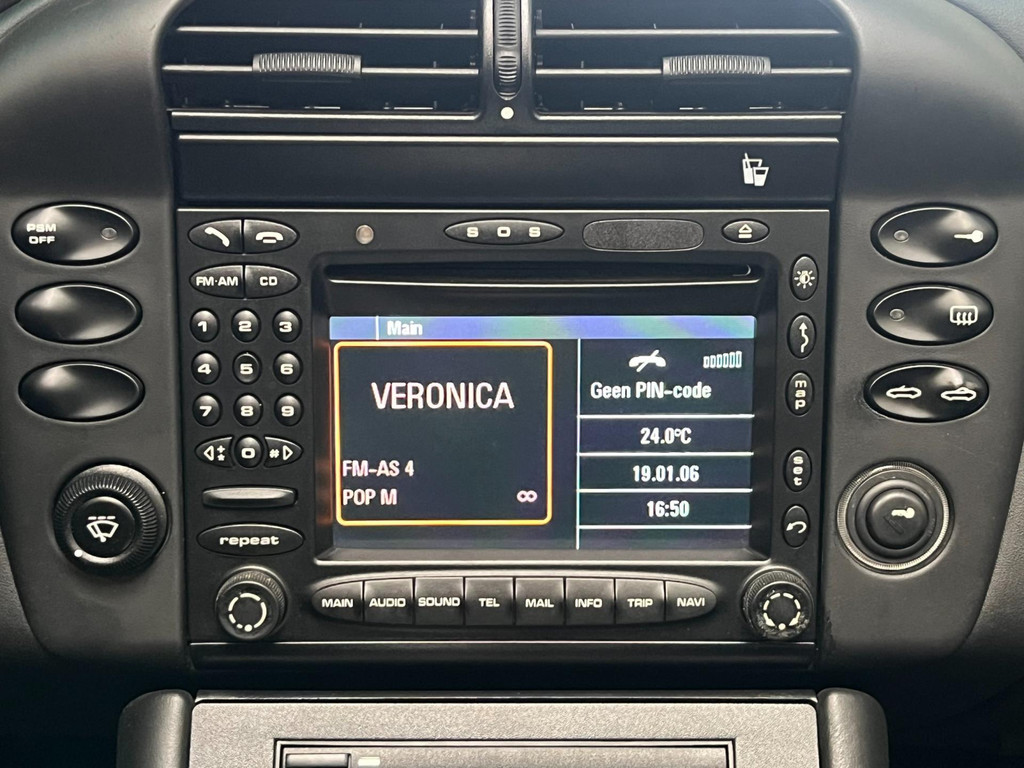 PSM
OFF
S O S
FM·AM CD
1 2 3
4 5 6
7 8 9
0 #
repeat
Main
VERONICA
FM-AS 4
POP M
Geen PIN-code
24.0°C
19.01.06
16:50
map
set
MAIN AUDIO SOUND TEL MAIL INFO TRIP NAVI